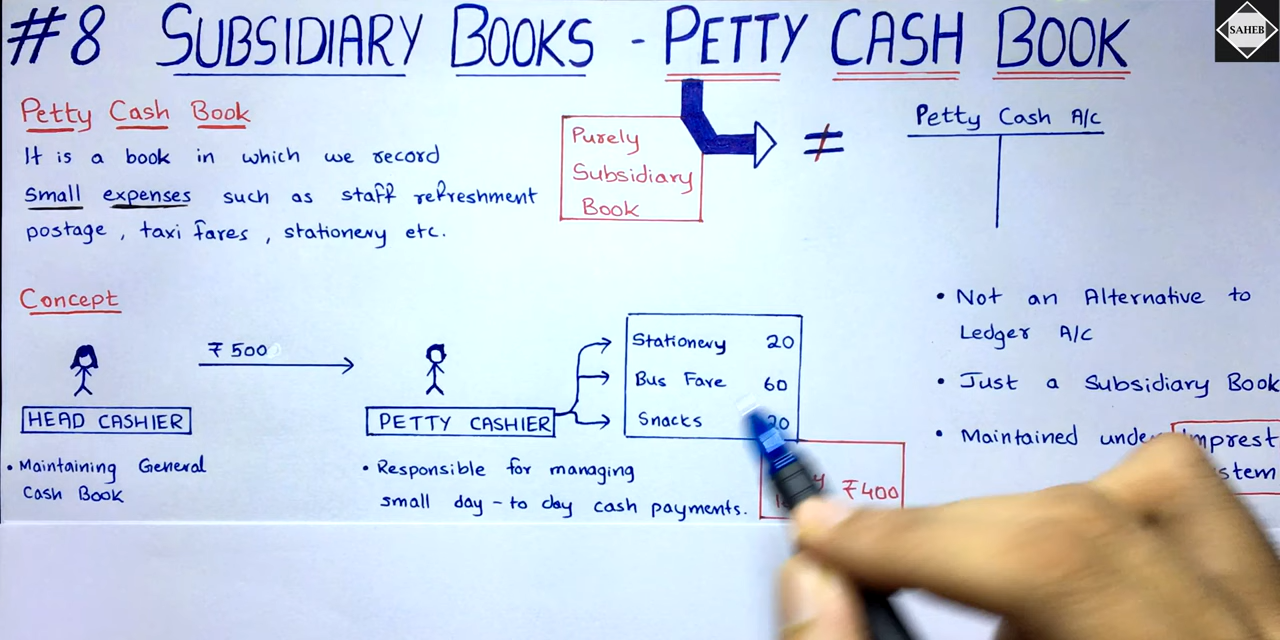 #8 SUBSIDIARY BOOKS - PETTY CASH BOOK
SAHEB
Petty Cash Book
It is a book in which we record
small expenses such as staff refreshment
postage, taxi fares, stationery etc.
Purely
Subsidiary
Book
≠
Petty Cash A/c
Concept
₹500
HEAD CASHIER
• Maintaining General
Cash Book
PETTY CASHIER
• Responsible for managing
small day-to day cash payments.
Stationery 20
Bus Fare 60
Snacks 20
₹400
• Not an Alternative to
Ledger A/c
• Just a Subsidiary Book
• Maintained under Imprest